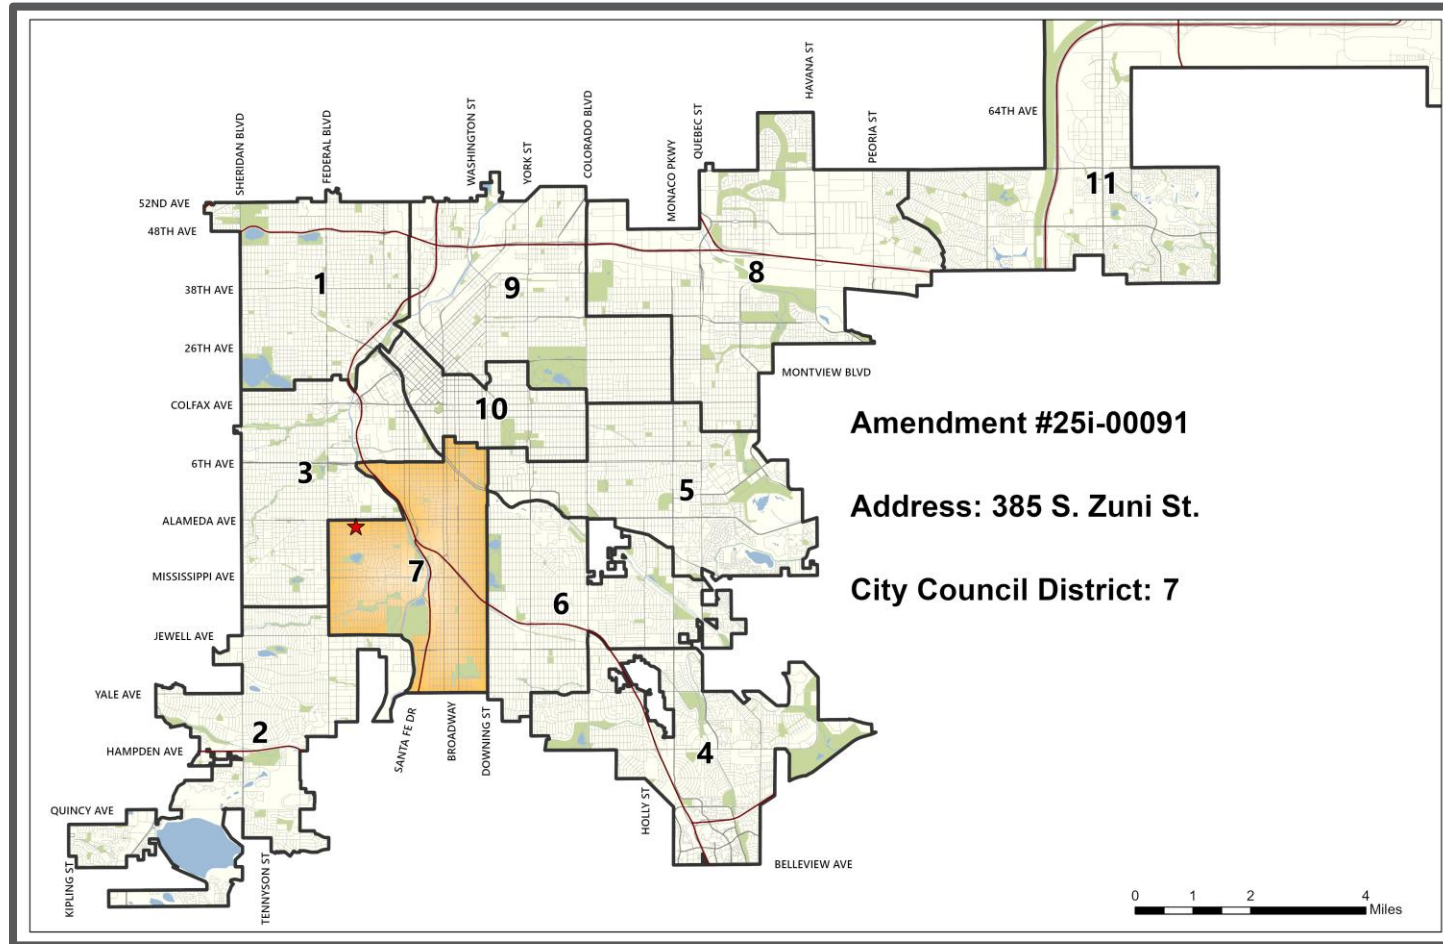 HAVANA ST
WASHINGTON ST
COLORADO BLVD
QUEBEC ST
64TH AVE
SHERIDAN BLVD
FEDERAL BLVD
YORK ST
MONACO PKWY
PEORIA ST
52ND AVE
11
48TH AVE
8
1
9
38TH AVE
26TH AVE
MONTVIEW BLVD
COLFAX AVE
10
Amendment #25i-00091
6TH AVE
3
5
Address: 385 S. Zuni St.
ALAMEDA AVE
7
MISSISSIPPI AVE
City Council District: 7
6
JEWELL AVE
YALE AVE
2
SANTA FE DR
BROADWAY
DOWNING ST
HAMPDEN AVE
4
HOLLY ST
QUINCY AVE
BELLEVIEW AVE
KIPLING ST
TENNYSON ST
0 1 2 4
Miles